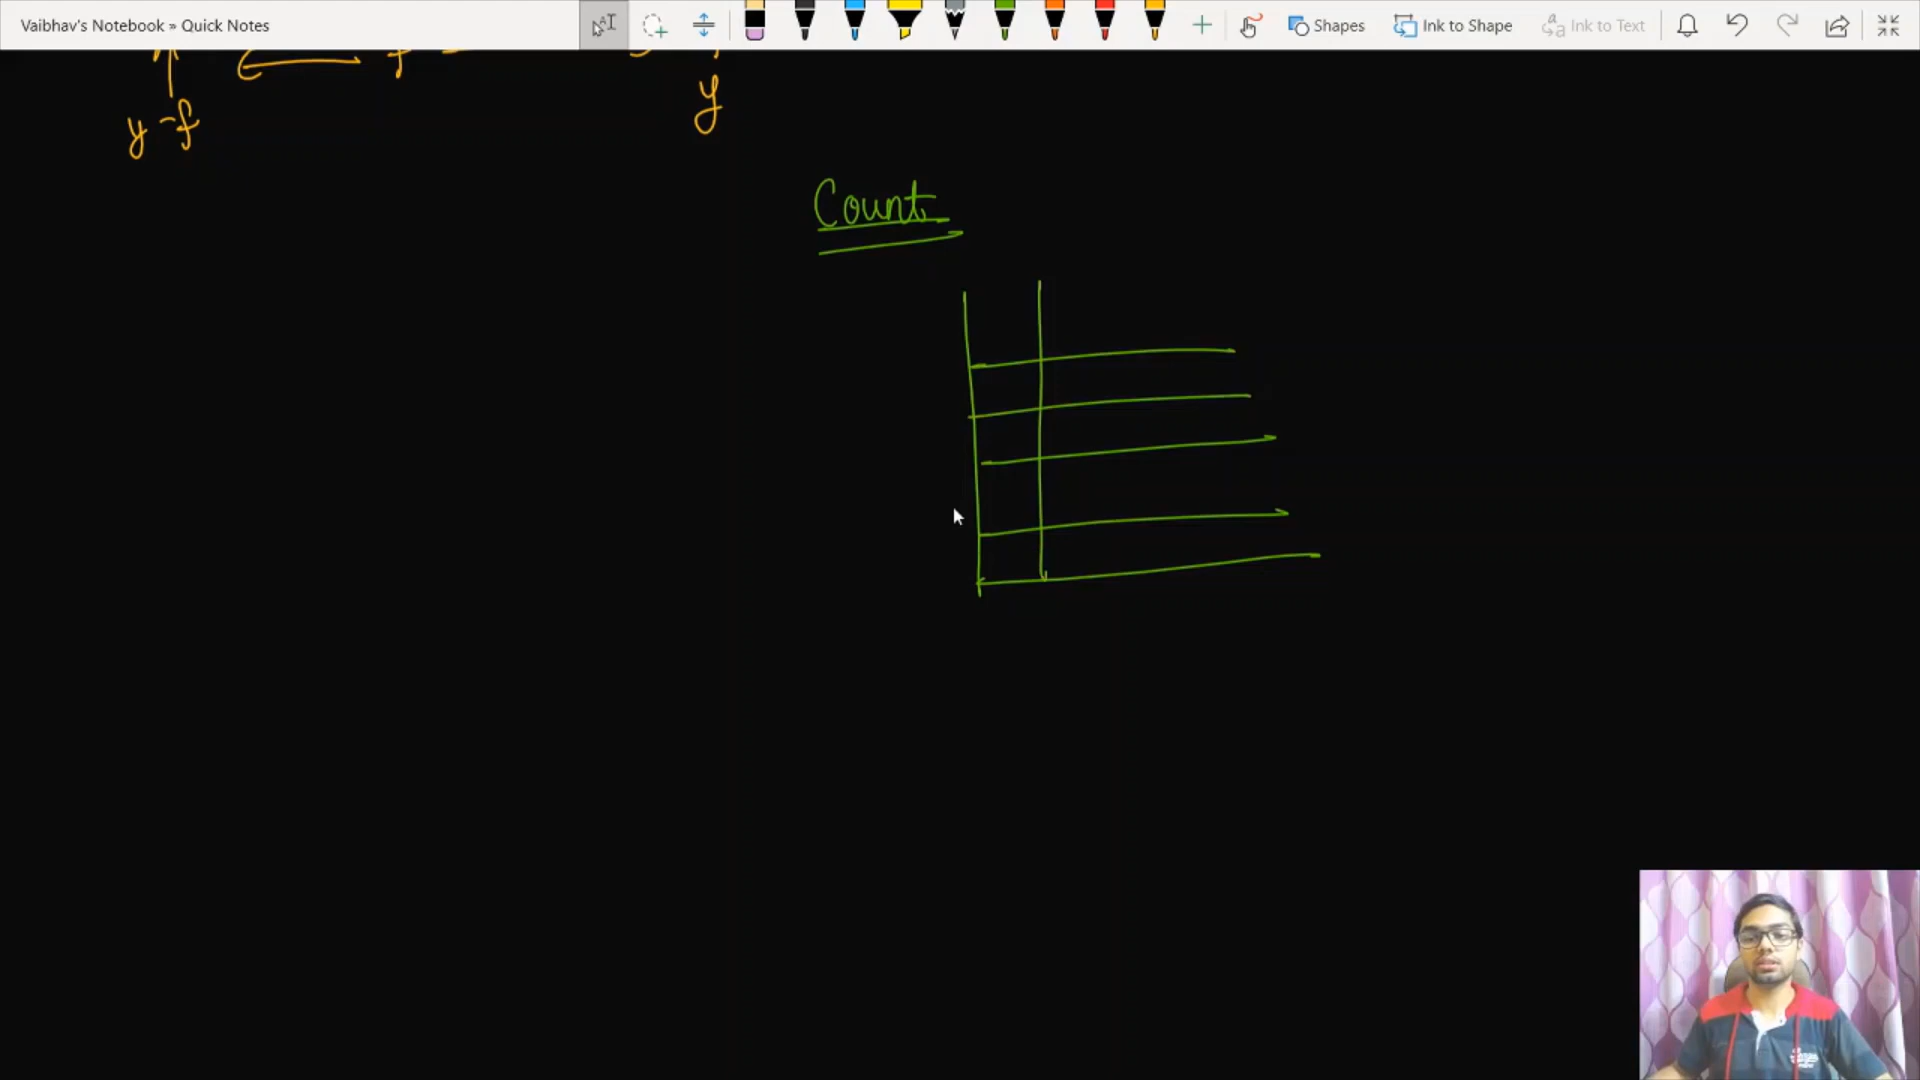 Vaibhav's Notebook » Quick Notes
Shapes
Ink to Shape
Ink to Text
y-f
y
Count